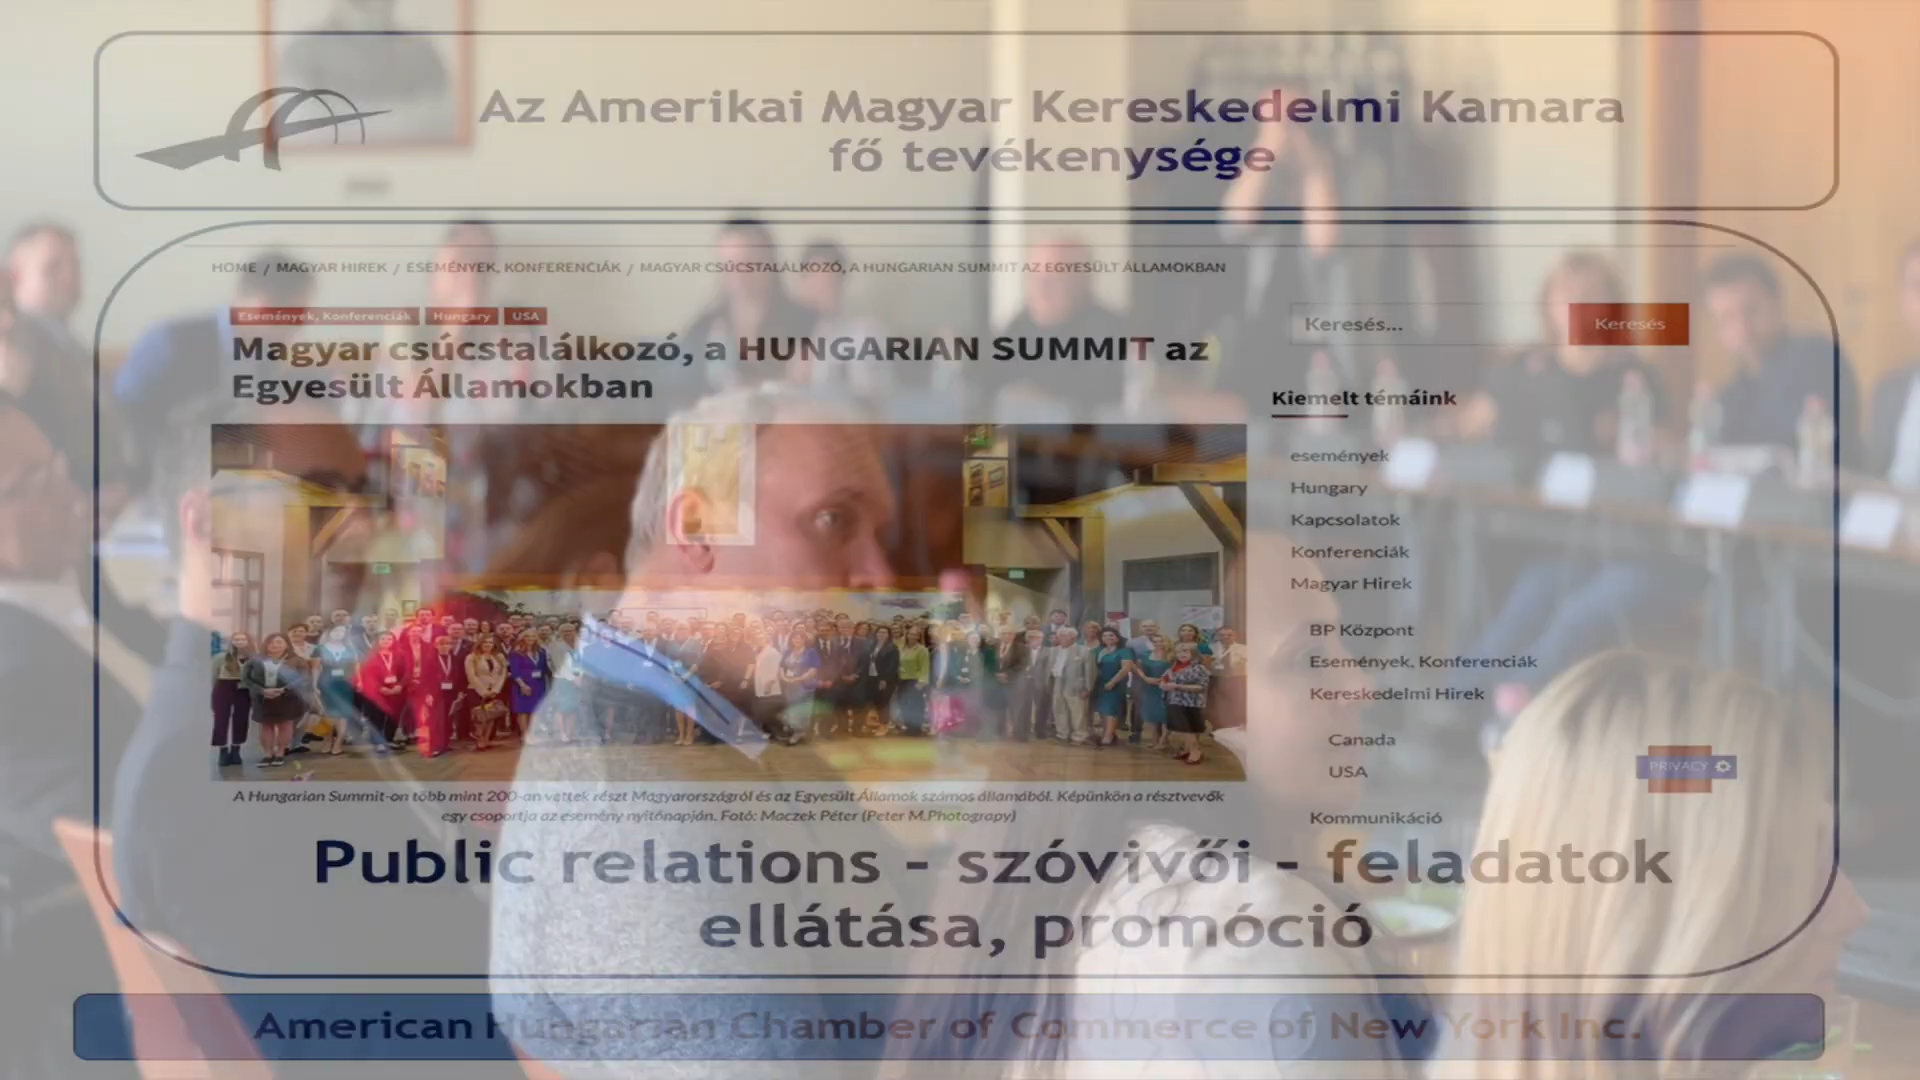 Az Amerikai Magyar Kereskedelmi Kamara
fő tevékenysége
HOME / MAGYAR HIREK / ESEMÉNYEK, KONFERENCIÁK / MAGYAR CSÚCSTALÁLKOZÓ, A HUNGARIAN SUMMIT AZ EGYESÜLT ÁLLAMOKBAN
Események, Konferenciák Hungary USA
Magyar csúcstalálkozó, a HUNGARIAN SUMMIT az
Egyesült Államokban
A Hungarian Summit-on több mint 200-an vettek részt Magyarországról és az Egyesült Államok számos államából. Képünkön a résztvevők
egy csoportja az esemény nyitónapján. Fotó: Maczek Péter (Peter M.Photograpy)
Keresés... Keresés
Kiemelt témáink
események
Hungary
Kapcsolatok
Konferenciák
Magyar Hirek
BP Központ
Események, Konferenciák
Kereskedelmi Hirek
Canada
USA
Kommunikáció
PRIVACY
Public relations - szóvivői - feladatok
ellátása, promóció
American Hungarian Chamber of Commerce of New York Inc.